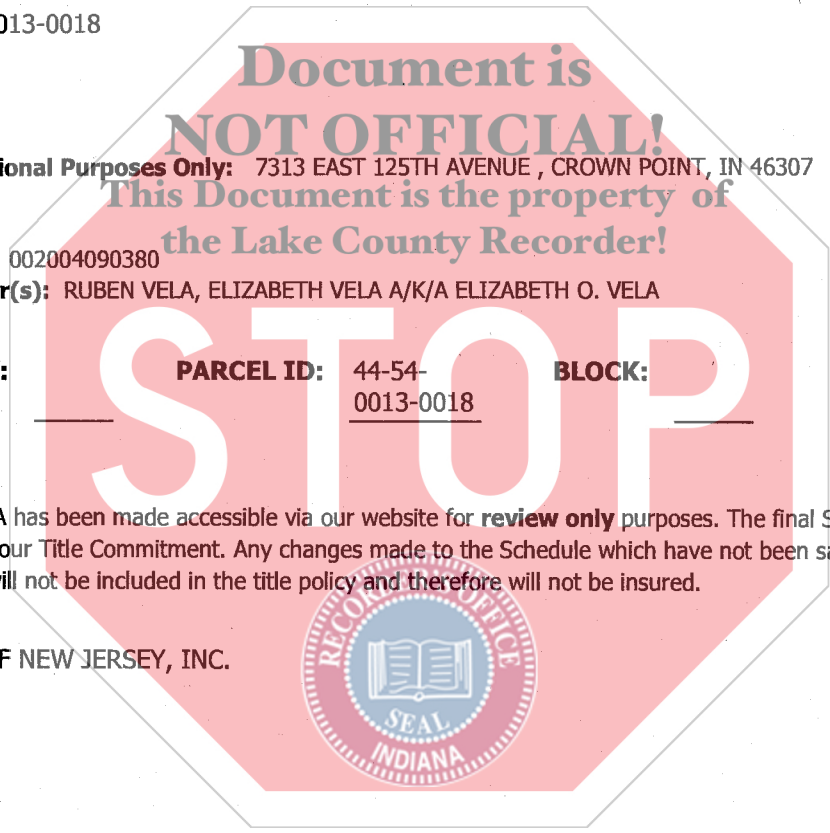 013-0018
Document is
NOT OFFICIAL!
ional Purposes Only: 7313 EAST 125TH AVENUE , CROWN POINT, IN 46307
This Document is the property of
the Lake County Recorder!
002004090380
r(s): RUBEN VELA, ELIZABETH VELA A/K/A ELIZABETH O. VELA
STOP
: PARCEL ID: 44-54- BLOCK:
0013-0018
A has been made accessible via our website for review only purposes. The final S
our Title Commitment. Any changes made to the Schedule which have not been sa
ill not be included in the title policy and therefore will not be insured.
F NEW JERSEY, INC.
RECORDER'S OFFICE
SEAL
INDIANA